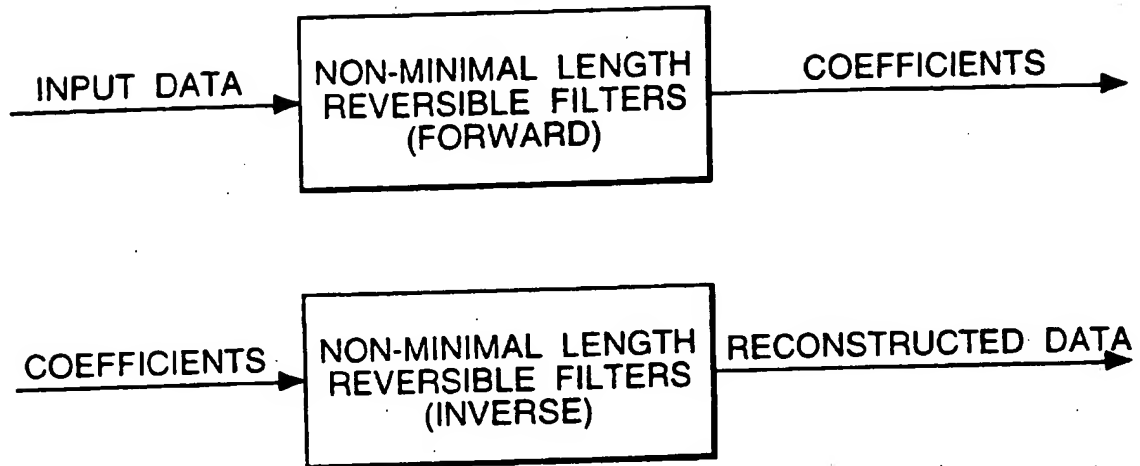 INPUT DATA
NON-MINIMAL LENGTH
REVERSIBLE FILTERS
(FORWARD)
COEFFICIENTS
COEFFICIENTS
NON-MINIMAL LENGTH
REVERSIBLE FILTERS
(INVERSE)
RECONSTRUCTED DATA